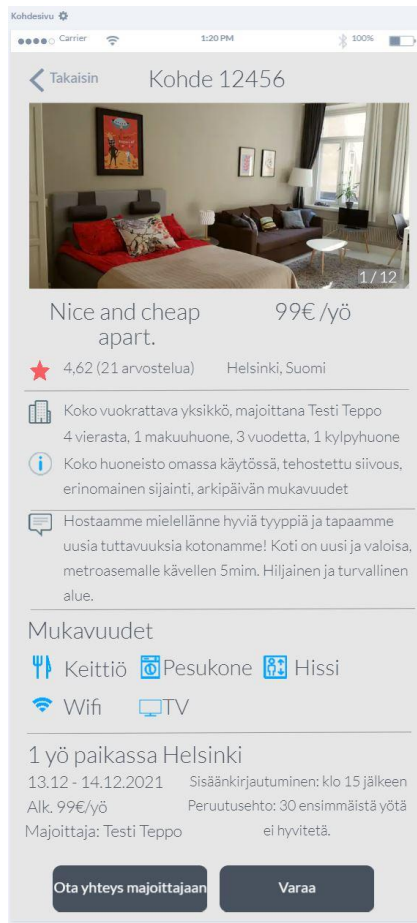 Kohdesivu
Carrier 1:20 PM 100%
Takaisin Kohde 12456
1/12
Nice and cheap 99€/yö
apart.
4,62 (21 arvostelua) Helsinki, Suomi
Koko vuokrattava yksikkö, majoittana Testi Teppo
4 vierasta, 1 makuuhuone, 3 vuodetta, 1 kylpyhuone
Koko huoneisto omassa käytössä, tehostettu siivous,
erinomainen sijainti, arkipäivän mukavuudet
Hostaamme mielellänne hyviä tyyppiä ja tapaamme
uusia tuttavuuksia kotonamme! Koti on uusi ja valoisa,
metroasemalle kävellen 5mim. Hiljainen ja turvallinen
alue.
Mukavuudet
Keittiö Pesukone Hissi
Wifi TV
1 yö paikassa Helsinki
13.12 - 14.12.2021 Sisäänkirjautuminen: klo 15 jälkeen
Alk. 99€/yö Peruutusehto: 30 ensimmäistä yötä
Majoittaja: Testi Teppo ei hyvitetä.
Ota yhteys majoittajaan Varaa